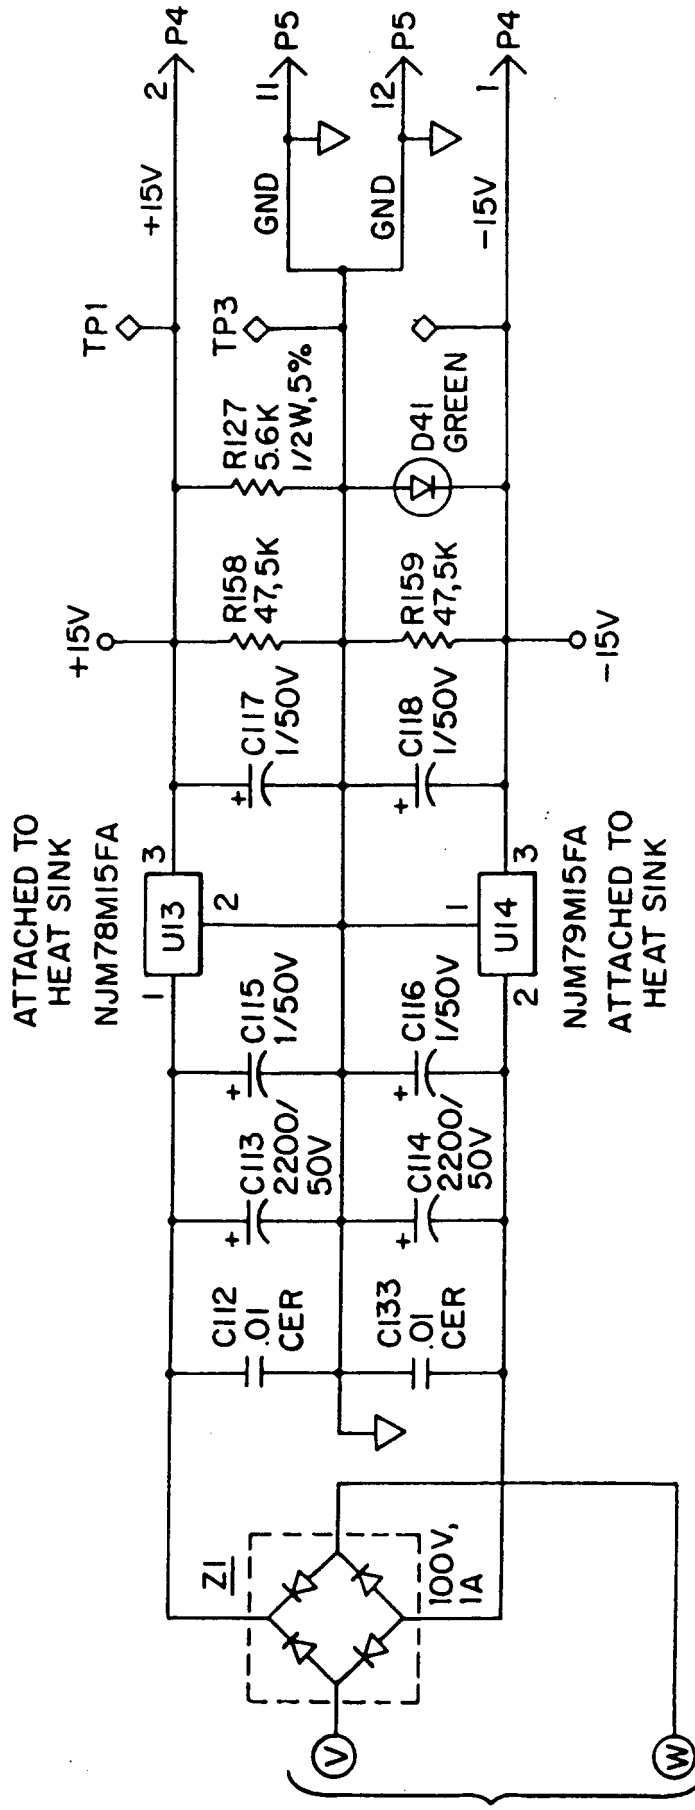 ATTACHED TO
HEAT SINK
NJM78M15FA
1
U13
3
2
+15V
TP1
+15V
2
P4
Z1
100V,
1A
C112
.01
CER
C113
2200/
50V
+
C115
1/50V
+
C117
1/50V
+
R158
47,5K
R127
5.6K
1/2W,5%
TP3
GND
11
P5
V
C133
.01
CER
C114
2200/
50V
+
C116
1/50V
+
C118
1/50V
+
R159
47,5K
D41
GREEN
GND
12
P5
1
U14
2
3
NJM79M15FA
ATTACHED TO
HEAT SINK
-15V
-15V
1
P4
W